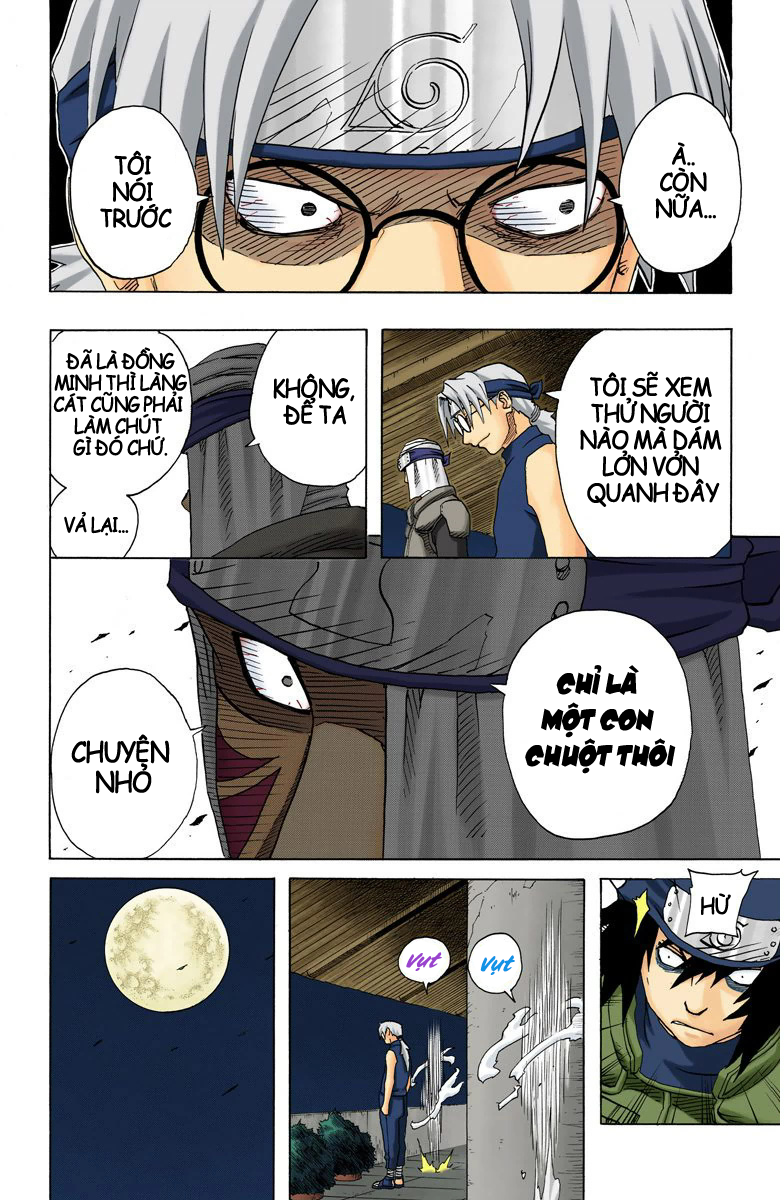 À..
CÒN
NỮA...
TÔI
NÓI
TRƯỚC
TÔI SẼ XEM
THỬ NGƯỜI
NÀO MÀ DÁM
LỞN VỞN
QUANH ĐÂY
KHÔNG,
ĐỂ TA
ĐÃ LÀ ĐỒNG
MINH THÌ LÀNG
CÁT CŨNG PHẢI
LÀM CHÚT
GÌ ĐÓ CHỨ.
VẢ LẠI...
CHỈ LÀ
MỘT CON
CHUỘT THÔI
CHUYỆN
NHỎ
HỪ
vụt
vụt